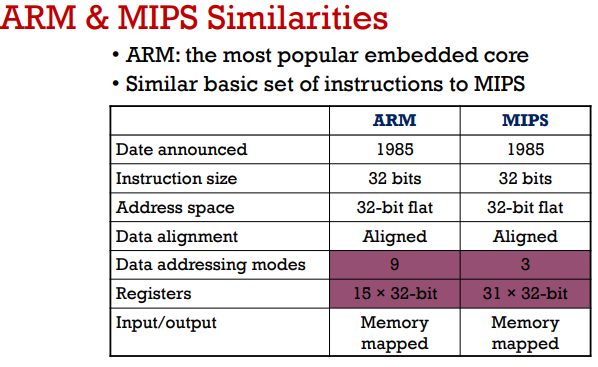 ARM & MIPS Similarities
• ARM: the most popular embedded core
• Similar basic set of instructions to MIPS
ARM MIPS
Date announced 1985 1985
Instruction size 32 bits 32 bits
Address space 32-bit flat 32-bit flat
Data alignment Aligned Aligned
Data addressing modes 9 3
Registers 15 × 32-bit 31 × 32-bit
Input/output Memory mapped Memory mapped